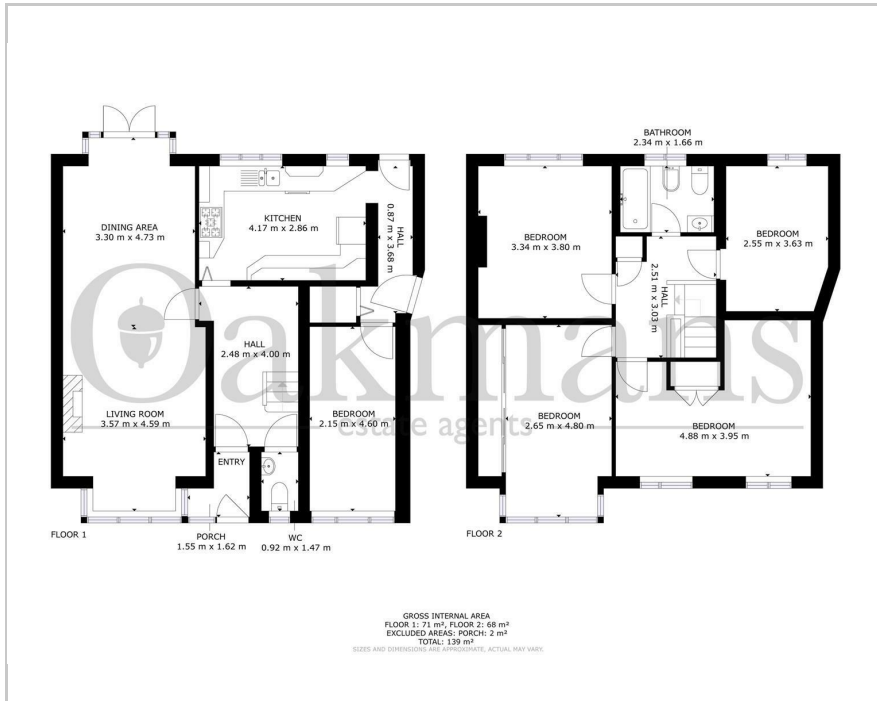 DINING AREA
3.30 m x 4.73 m
KITCHEN
4.17 m x 2.86 m
HALL
0.87 m x 3.68 m
HALL
2.48 m x 4.00 m
LIVING ROOM
3.57 m x 4.59 m
BEDROOM
2.15 m x 4.60 m
ENTRY
FLOOR 1
PORCH
1.55 m x 1.62 m
WC
0.92 m x 1.47 m
BATHROOM
2.34 m x 1.66 m
BEDROOM
3.34 m x 3.80 m
BEDROOM
2.55 m x 3.63 m
HALL
2.51 m x 3.03 m
BEDROOM
2.65 m x 4.80 m
BEDROOM
4.88 m x 3.95 m
FLOOR 2
Oakmans
estate agents
GROSS INTERNAL AREA
FLOOR 1: 71 m², FLOOR 2: 68 m²
EXCLUDED AREAS: PORCH: 2 m²
TOTAL: 139 m²
SIZES AND DIMENSIONS ARE APPROXIMATE, ACTUAL MAY VARY.